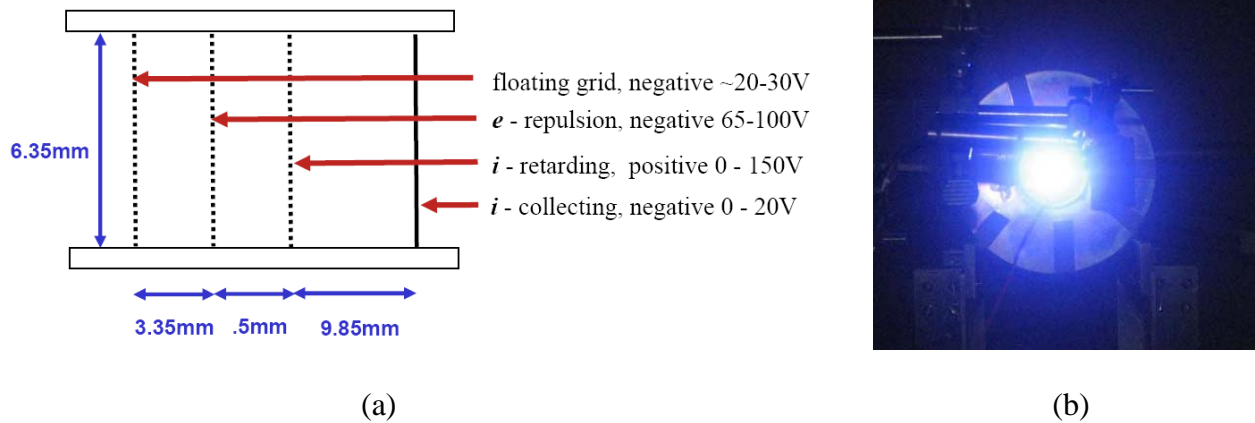 floating grid, negative ~20-30V
e - repulsion, negative 65-100V
6.35mm
i - retarding, positive 0 - 150V
i - collecting, negative 0 - 20V
3.35mm .5mm 9.85mm
(a) (b)